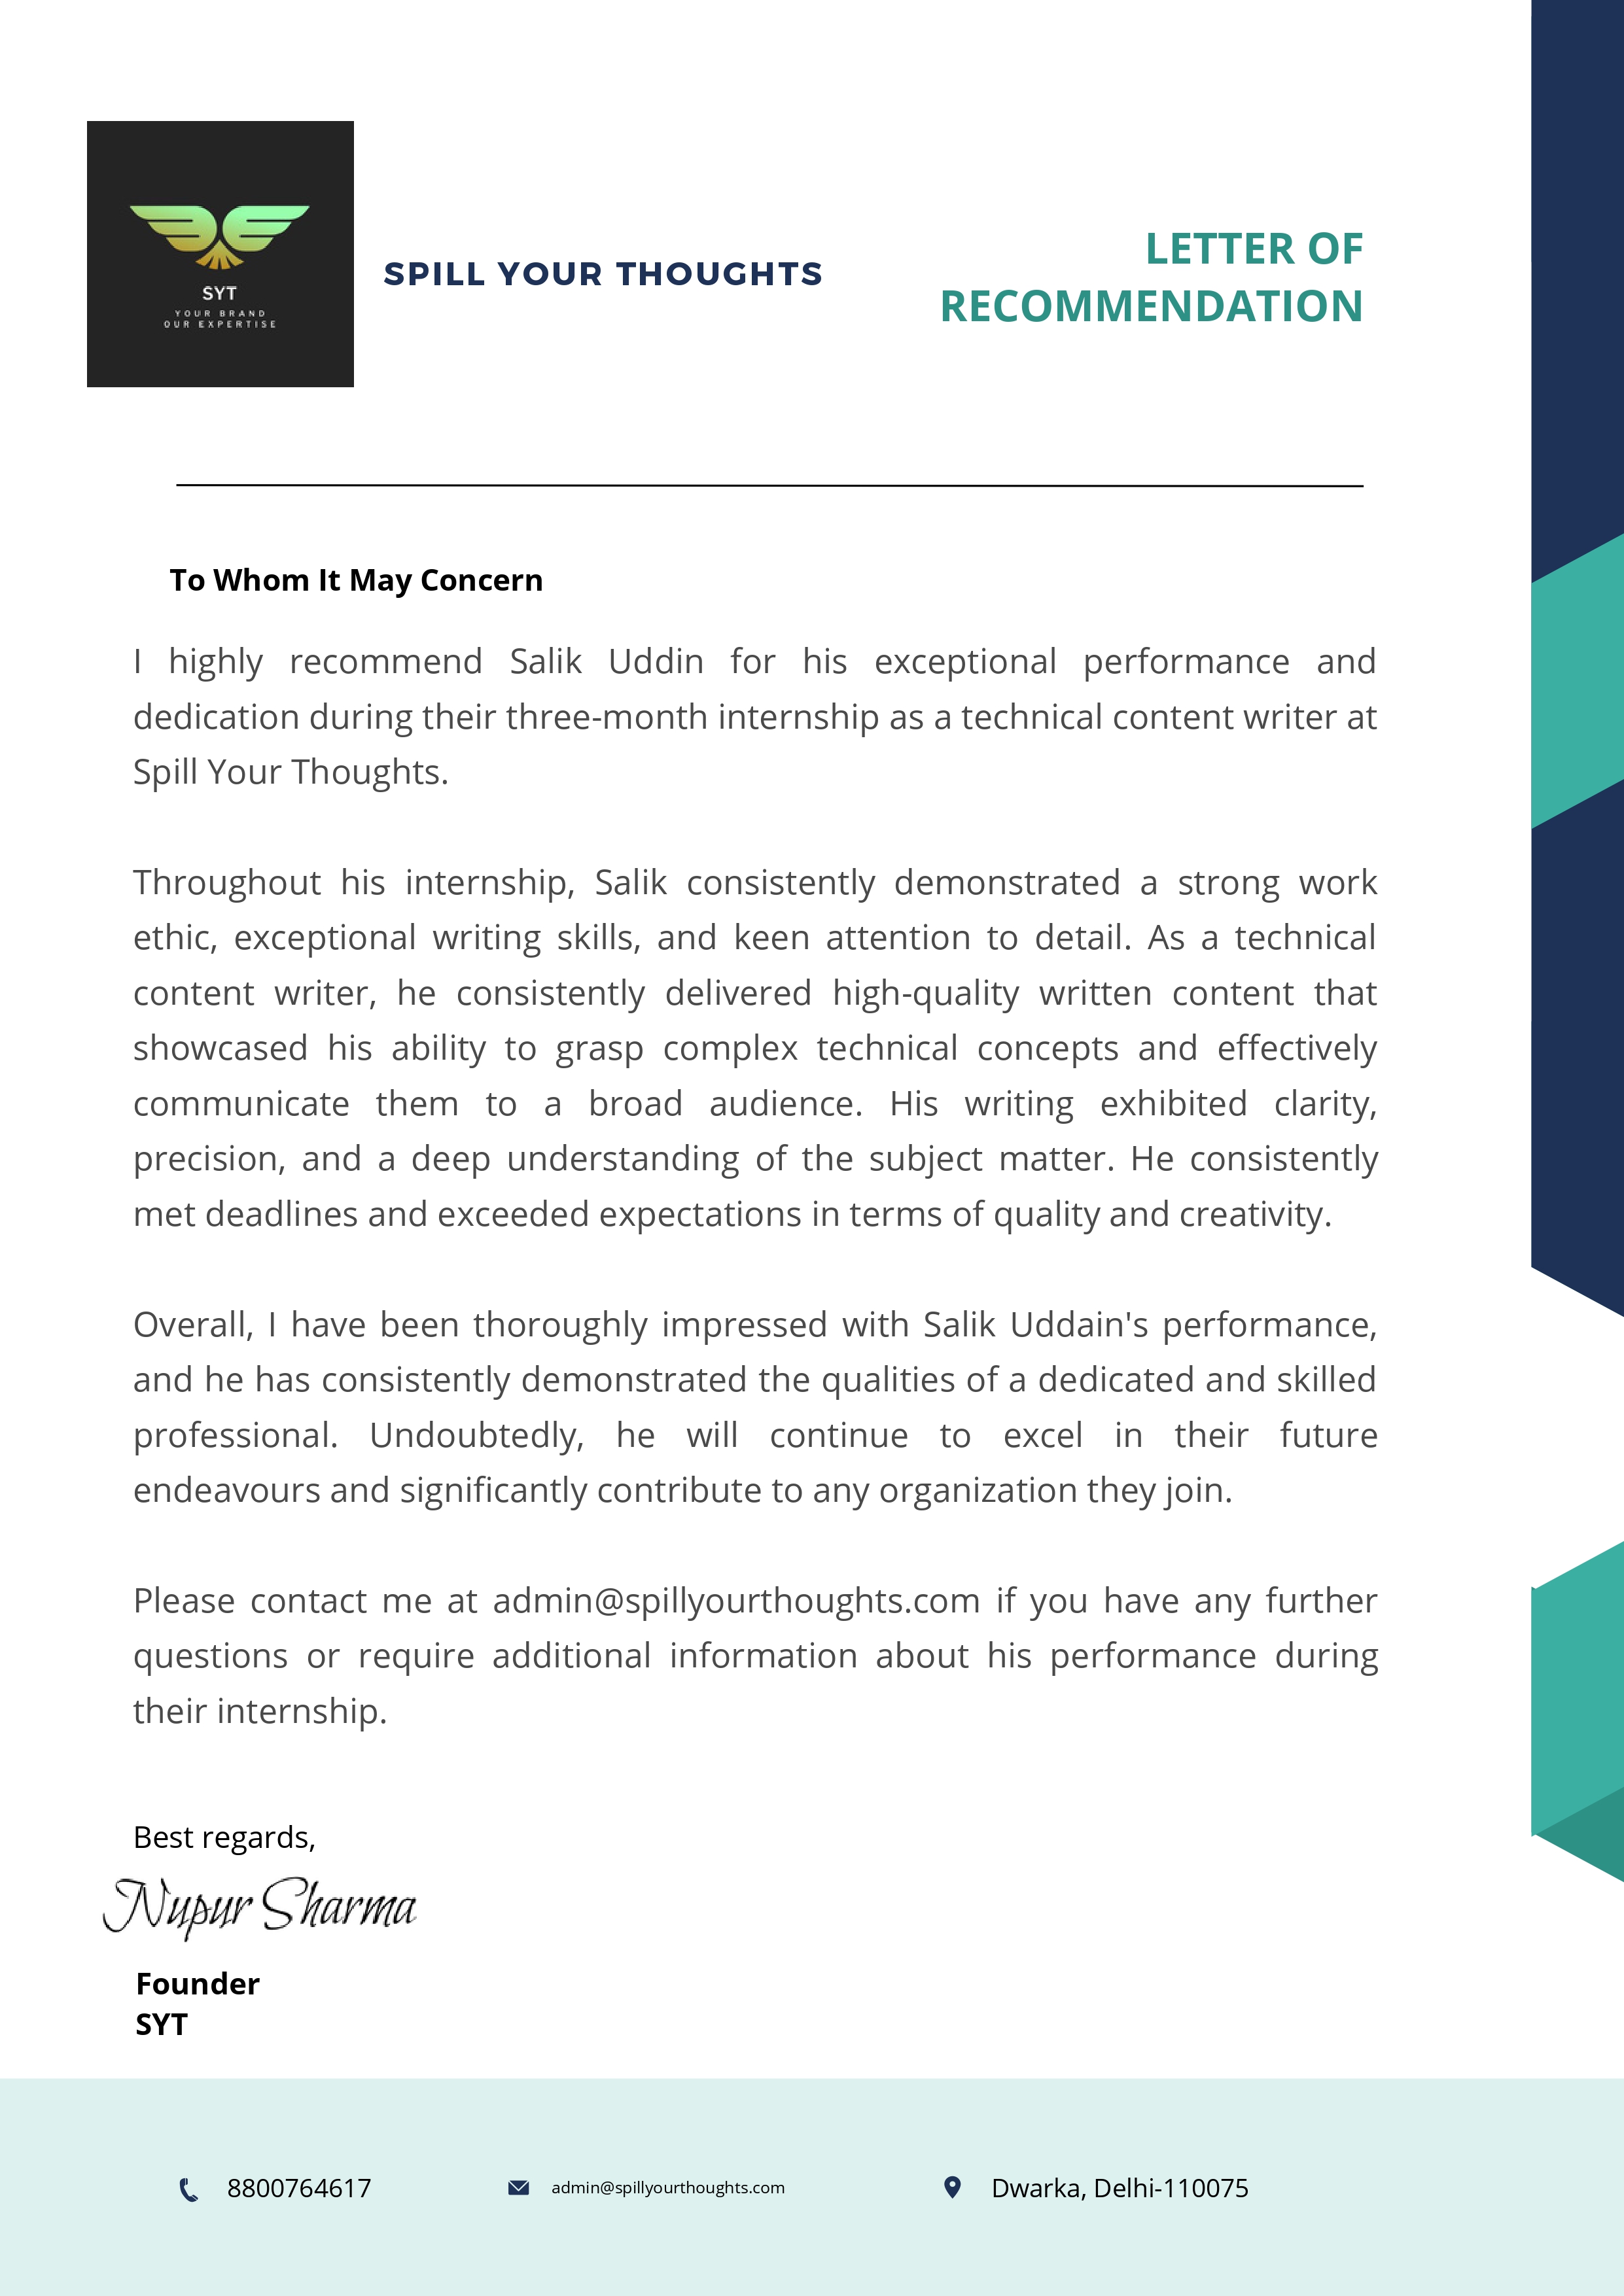 SYT
YOUR BRAND
OUR EXPERTISE
SPILL YOUR THOUGHTS
LETTER OF
RECOMMENDATION
To Whom It May Concern
I highly recommend Salik Uddin for his exceptional performance and
dedication during their three-month internship as a technical content writer at
Spill Your Thoughts.
Throughout his internship, Salik consistently demonstrated a strong work
ethic, exceptional writing skills, and keen attention to detail. As a technical
content writer, he consistently delivered high-quality written content that
showcased his ability to grasp complex technical concepts and effectively
communicate them to a broad audience. His writing exhibited clarity,
precision, and a deep understanding of the subject matter. He consistently
met deadlines and exceeded expectations in terms of quality and creativity.
Overall, I have been thoroughly impressed with Salik Uddain's performance,
and he has consistently demonstrated the qualities of a dedicated and skilled
professional. Undoubtedly, he will continue to excel in their future
endeavours and significantly contribute to any organization they join.
Please contact me at admin@spillyourthoughts.com if you have any further
questions or require additional information about his performance during
their internship.
Best regards,
Nupur Sharma
Founder
SYT
8800764617
admin@spillyourthoughts.com
Dwarka, Delhi-110075